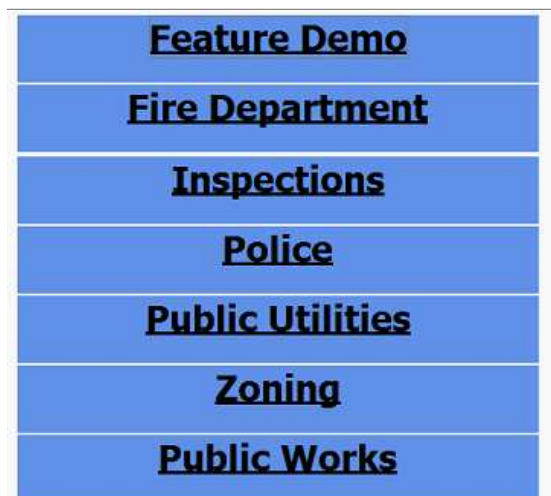 Feature Demo
Fire Department
Inspections
Police
Public Utilities
Zoning
Public Works